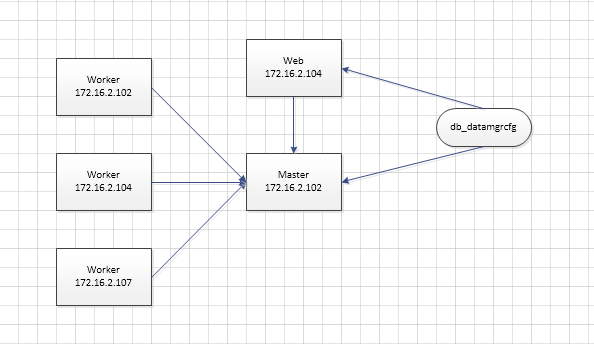 Web
172.16.2.104
Worker
172.16.2.102
db_datamgrcfg
Worker
172.16.2.104
Master
172.16.2.102
Worker
172.16.2.107